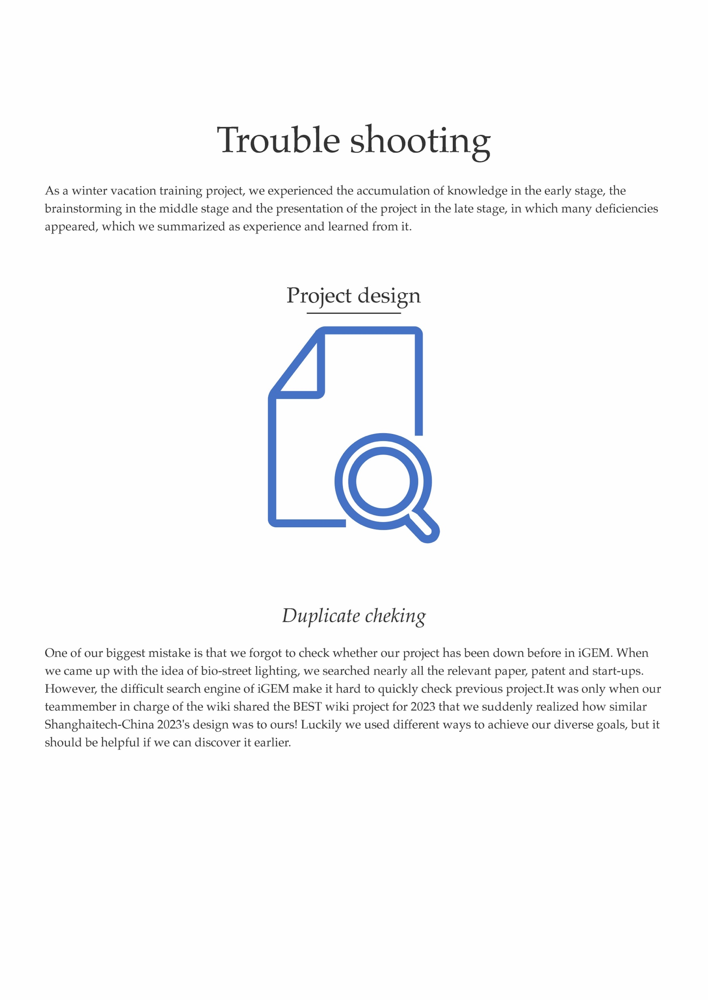 Trouble shooting
As a winter vacation training project, we experienced the accumulation of knowledge in the early stage, the
brainstorming in the middle stage and the presentation of the project in the late stage, in which many deficiencies
appeared, which we summarized as experience and learned from it.
Project design
Duplicate cheking
One of our biggest mistake is that we forgot to check whether our project has been down before in iGEM. When
we came up with the idea of bio-street lighting, we searched nearly all the relevant paper, patent and start-ups.
However, the difficult search engine of iGEM make it hard to quickly check previous project.It was only when our
teammember in charge of the wiki shared the BEST wiki project for 2023 that we suddenly realized how similar
Shanghaitech-China 2023's design was to ours! Luckily we used different ways to achieve our diverse goals, but it
should be helpful if we can discover it earlier.